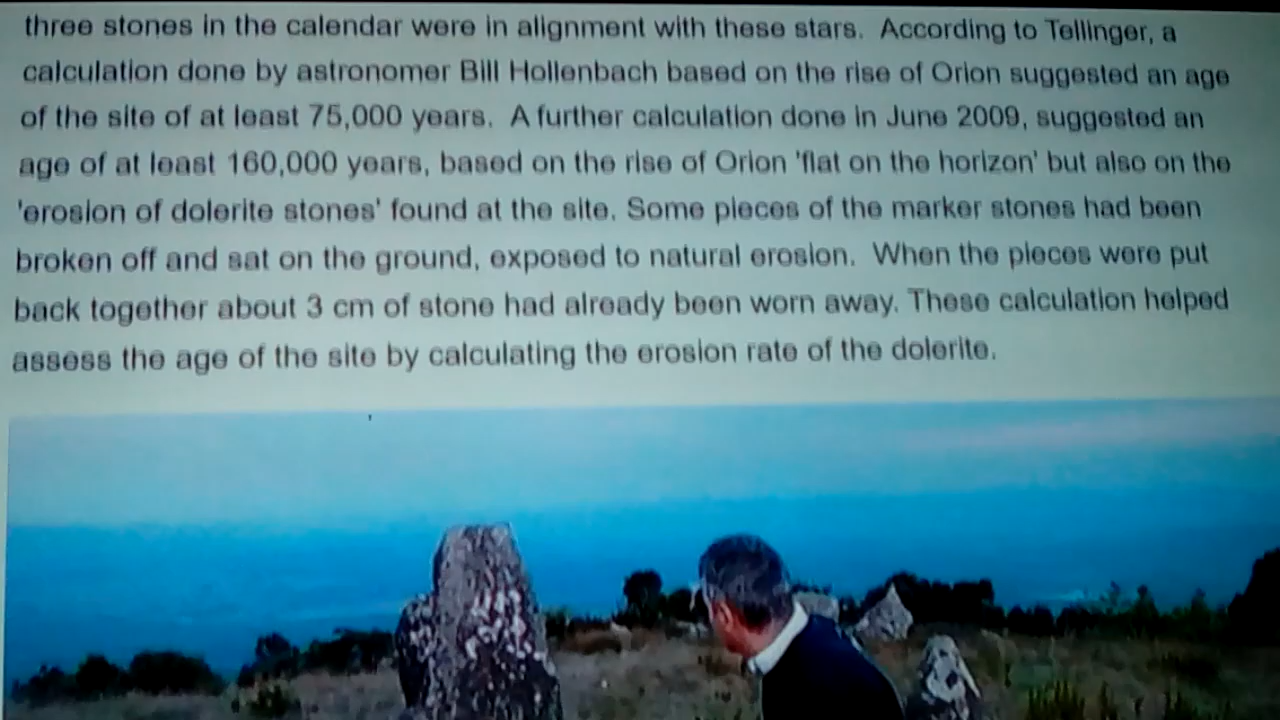 three stones in the calendar were in alignment with these stars. According to Tellinger, a
calculation done by astronomer Bill Hollenbach based on the rise of Orion suggested an age
of the site of at least 75,000 years. A further calculation done in June 2009, suggested an
age of at least 160,000 years, based on the rise of Orion 'flat on the horizon' but also on the
'erosion of dolerite stones' found at the site. Some pieces of the marker stones had been
broken off and sat on the ground, exposed to natural erosion. When the pieces were put
back together about 3 cm of stone had already been worn away. These calculation helped
assess the age of the site by calculating the erosion rate of the dolerite.